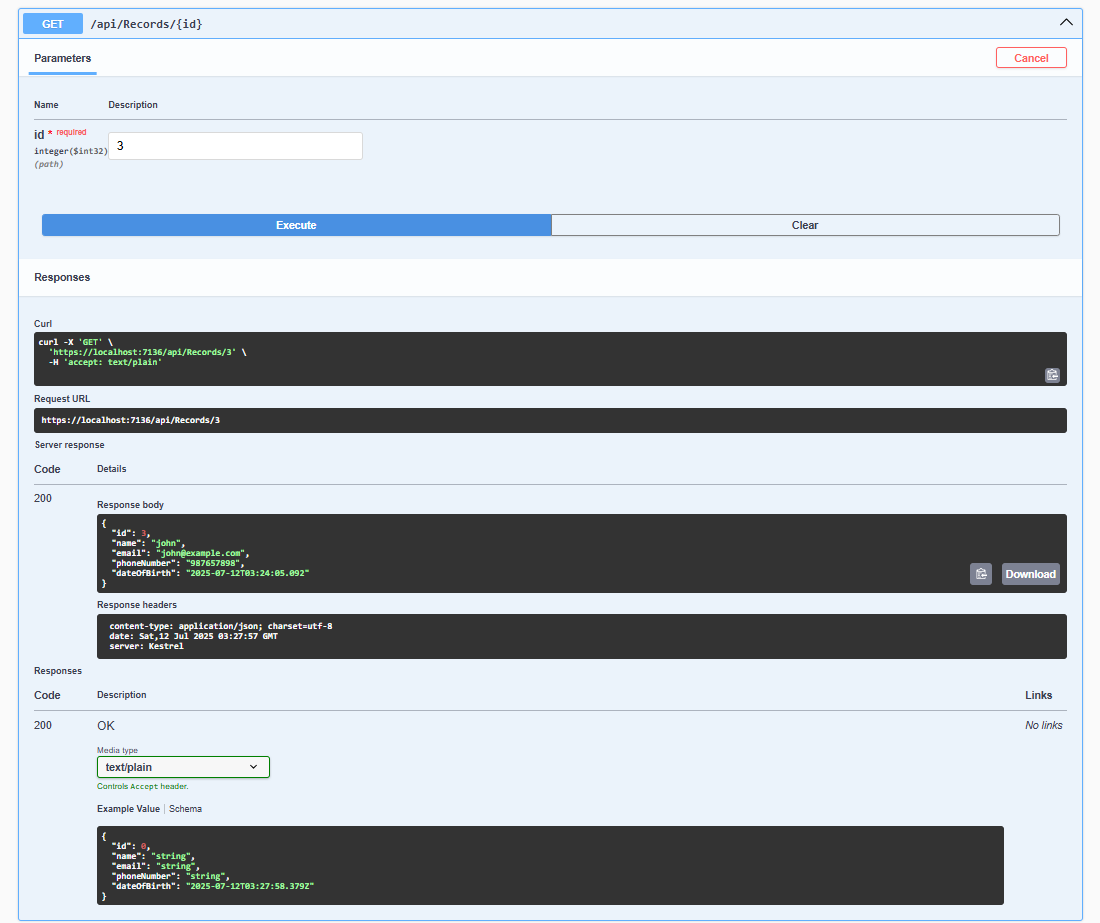 GET /api/Records/{id}
Parameters
Cancel
Name Description
id * required
integer($int32)
(path)
3
Execute Clear
Responses
Curl
curl -X 'GET' \
  'https://localhost:7136/api/Records/3' \
  -H 'accept: text/plain'
Request URL
https://localhost:7136/api/Records/3
Server response
Code Details
200
Response body
{
  "id": 3,
  "name": "john",
  "email": "john@example.com",
  "phoneNumber": "987657898",
  "dateOfBirth": "2025-07-12T03:24:05.092"
}
Download
Response headers
content-type: application/json; charset=utf-8
date: Sat,12 Jul 2025 03:27:57 GMT
server: Kestrel
Responses
Code Description Links
200 OK No links
Media type
text/plain
Controls Accept header.
Example Value | Schema
{
  "id": 0,
  "name": "string",
  "email": "string",
  "phoneNumber": "string",
  "dateOfBirth": "2025-07-12T03:27:58.379Z"
}